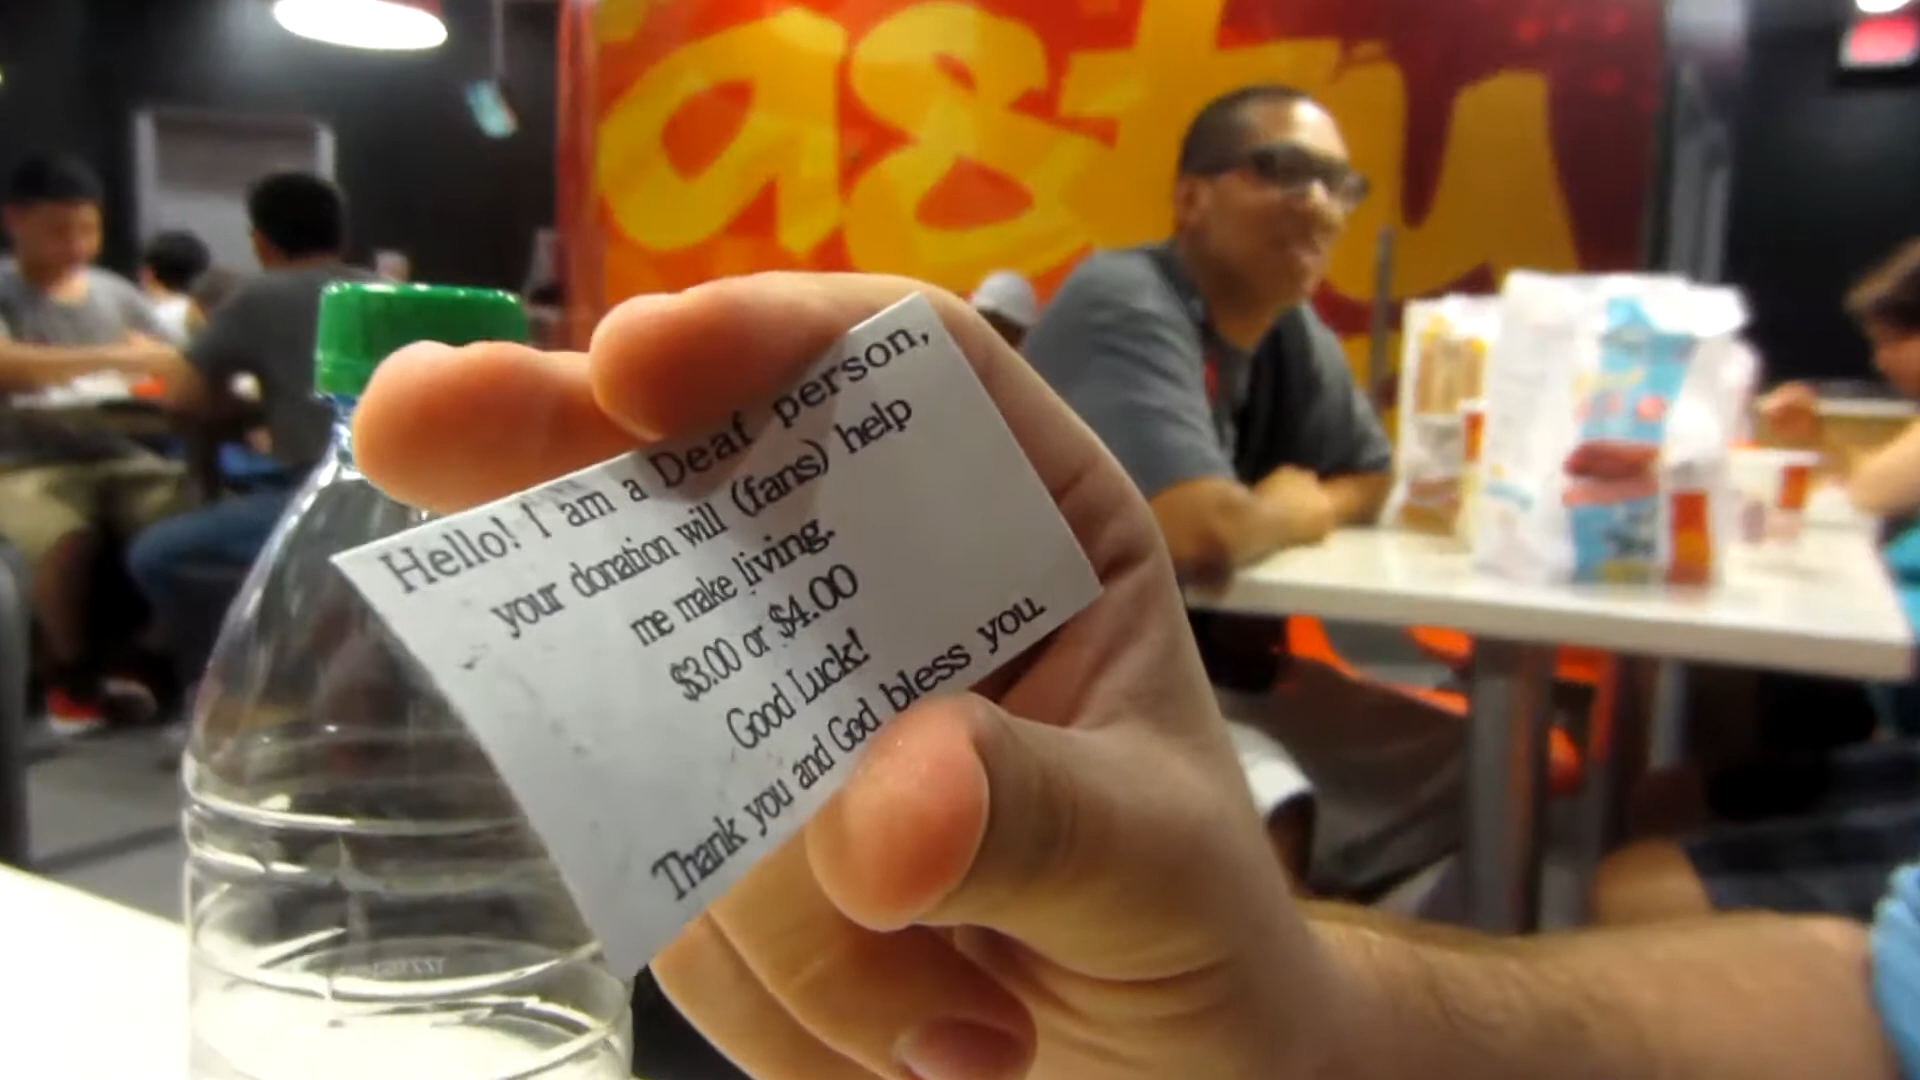 Hello! I am a Deaf person,
your donation will (fans) help
me make living.
$3.00 or $4.00
Good Luck!
Thank you and God bless you